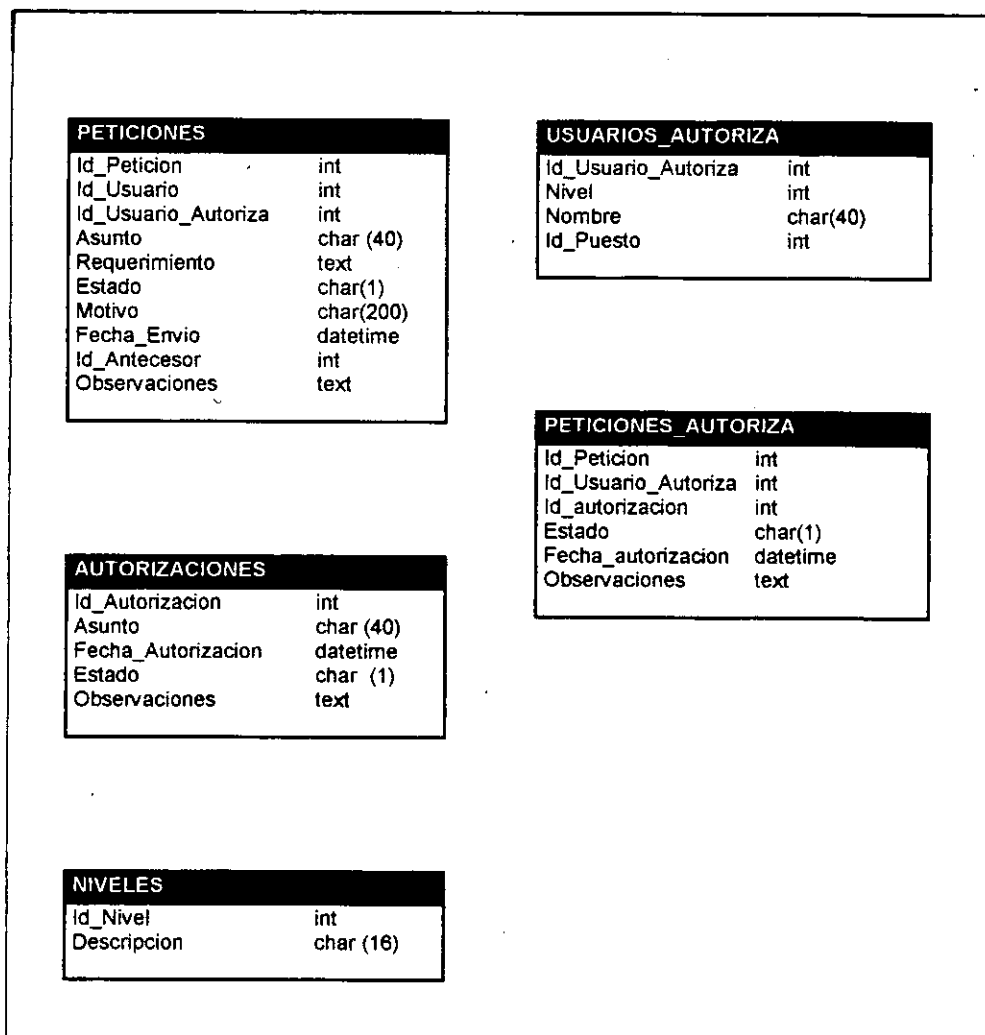 PETICIONES
Id_Peticion int
Id_Usuario int
Id_Usuario_Autoriza int
Asunto char (40)
Requerimiento text
Estado char(1)
Motivo char(200)
Fecha_Envio datetime
Id_Antecesor int
Observaciones text
USUARIOS_AUTORIZA
Id_Usuario_Autoriza int
Nivel int
Nombre char(40)
Id_Puesto int
PETICIONES_AUTORIZA
Id_Peticion int
Id_Usuario_Autoriza int
Id_autorizacion int
Estado char(1)
Fecha_autorizacion datetime
Observaciones text
AUTORIZACIONES
Id_Autorizacion int
Asunto char (40)
Fecha_Autorizacion datetime
Estado char (1)
Observaciones text
NIVELES
Id_Nivel int
Descripcion char (16)